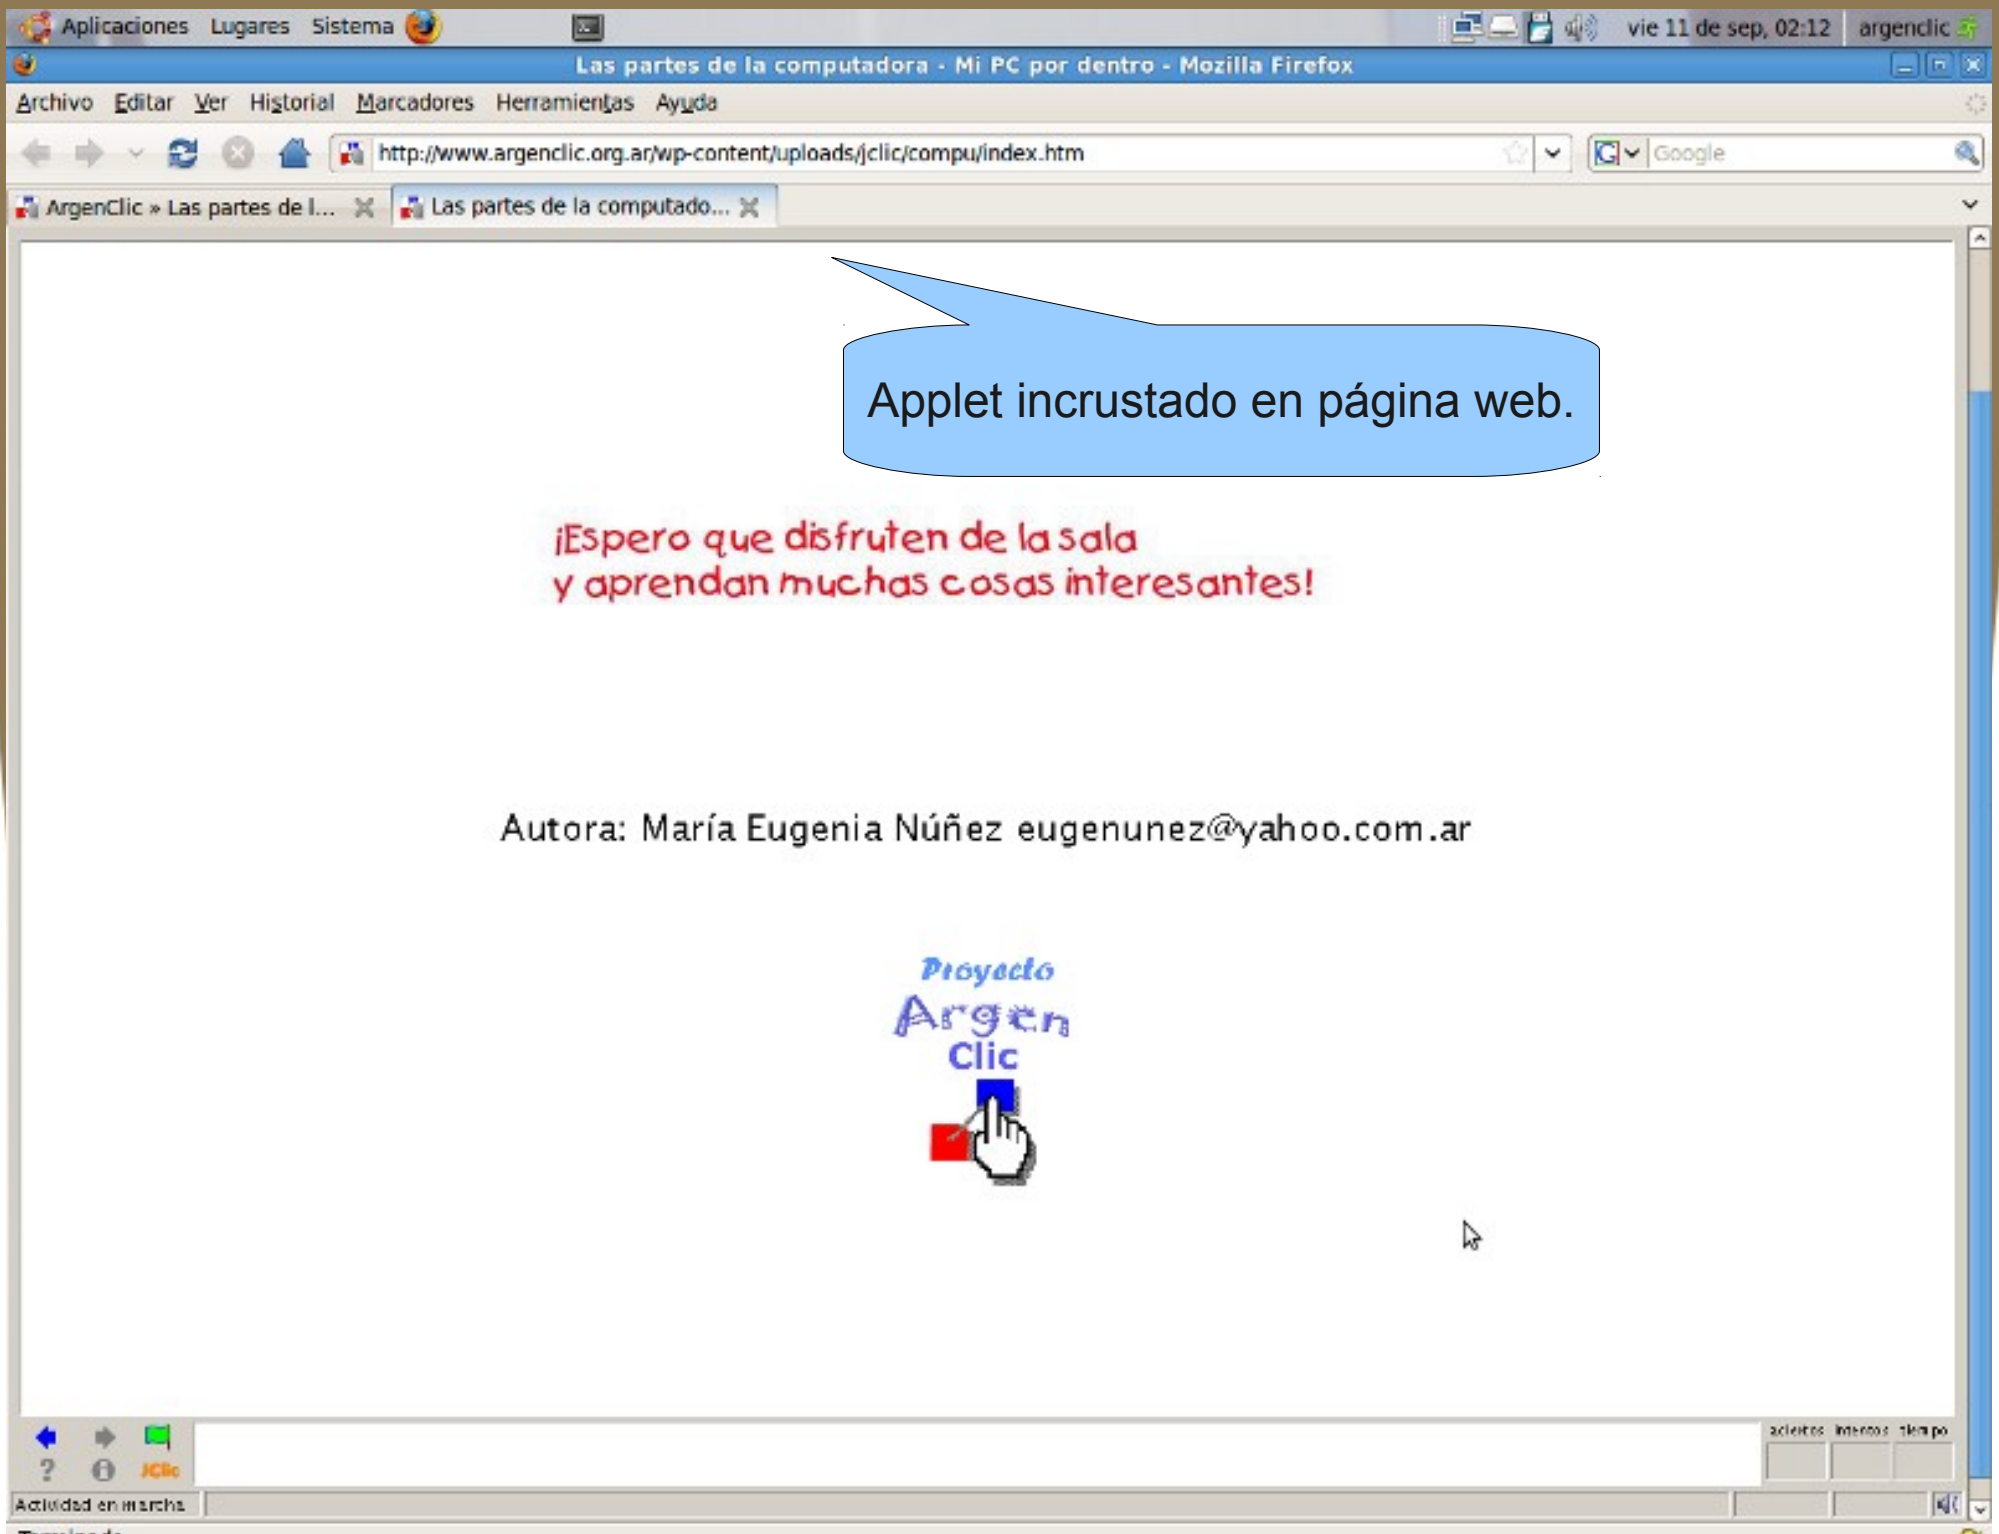 Aplicaciones Lugares Sistema vie 11 de sep, 02:12 argenclic
Las partes de la computadora - Mi PC por dentro - Mozilla Firefox
Archivo Editar Ver Historial Marcadores Herramientas Ayuda
http://www.argenclic.org.ar/wp-content/uploads/jclic/compu/index.htm G Google
ArgenClic » Las partes de l... Las partes de la computado...
Applet incrustado en página web.
¡Espero que disfruten de la sala
y aprendan muchas cosas interesantes!
Autora: María Eugenia Núñez eugenunez@yahoo.com.ar
Proyecto
Argen
Clic
aciertos intentos tiempo
? JClic
Actividad en marcha